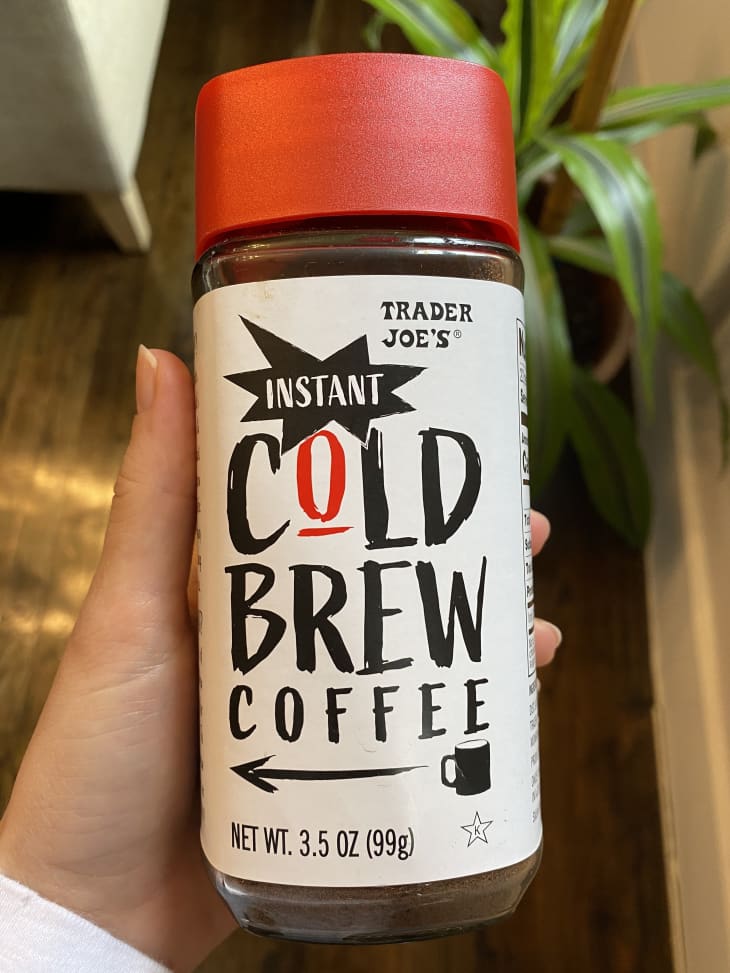 TRADER
JOE'S®
INSTANT
COLD
BREW
COFFEE
NET WT. 3.5 OZ (99g)
K